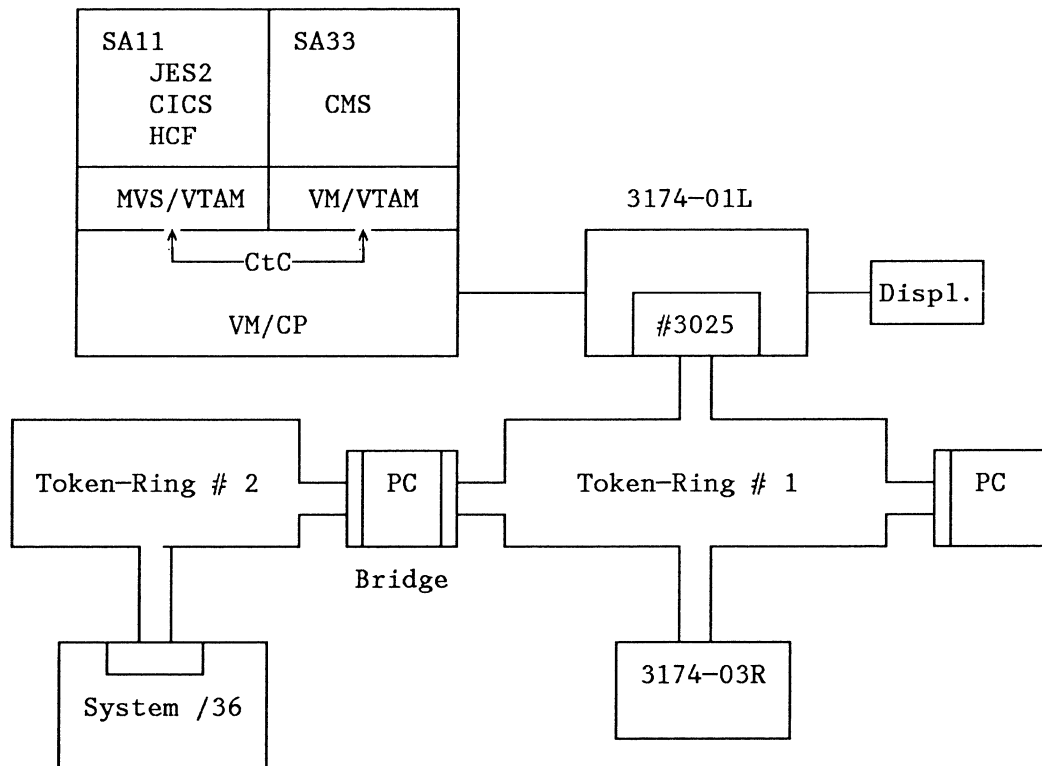 SA11
JES2
CICS
HCF
SA33
CMS
MVS/VTAM
VM/VTAM
CtC
VM/CP
3174—01L
#3025
Displ.
Token—Ring # 2
PC
Bridge
Token—Ring # 1
PC
System /36
3174—03R